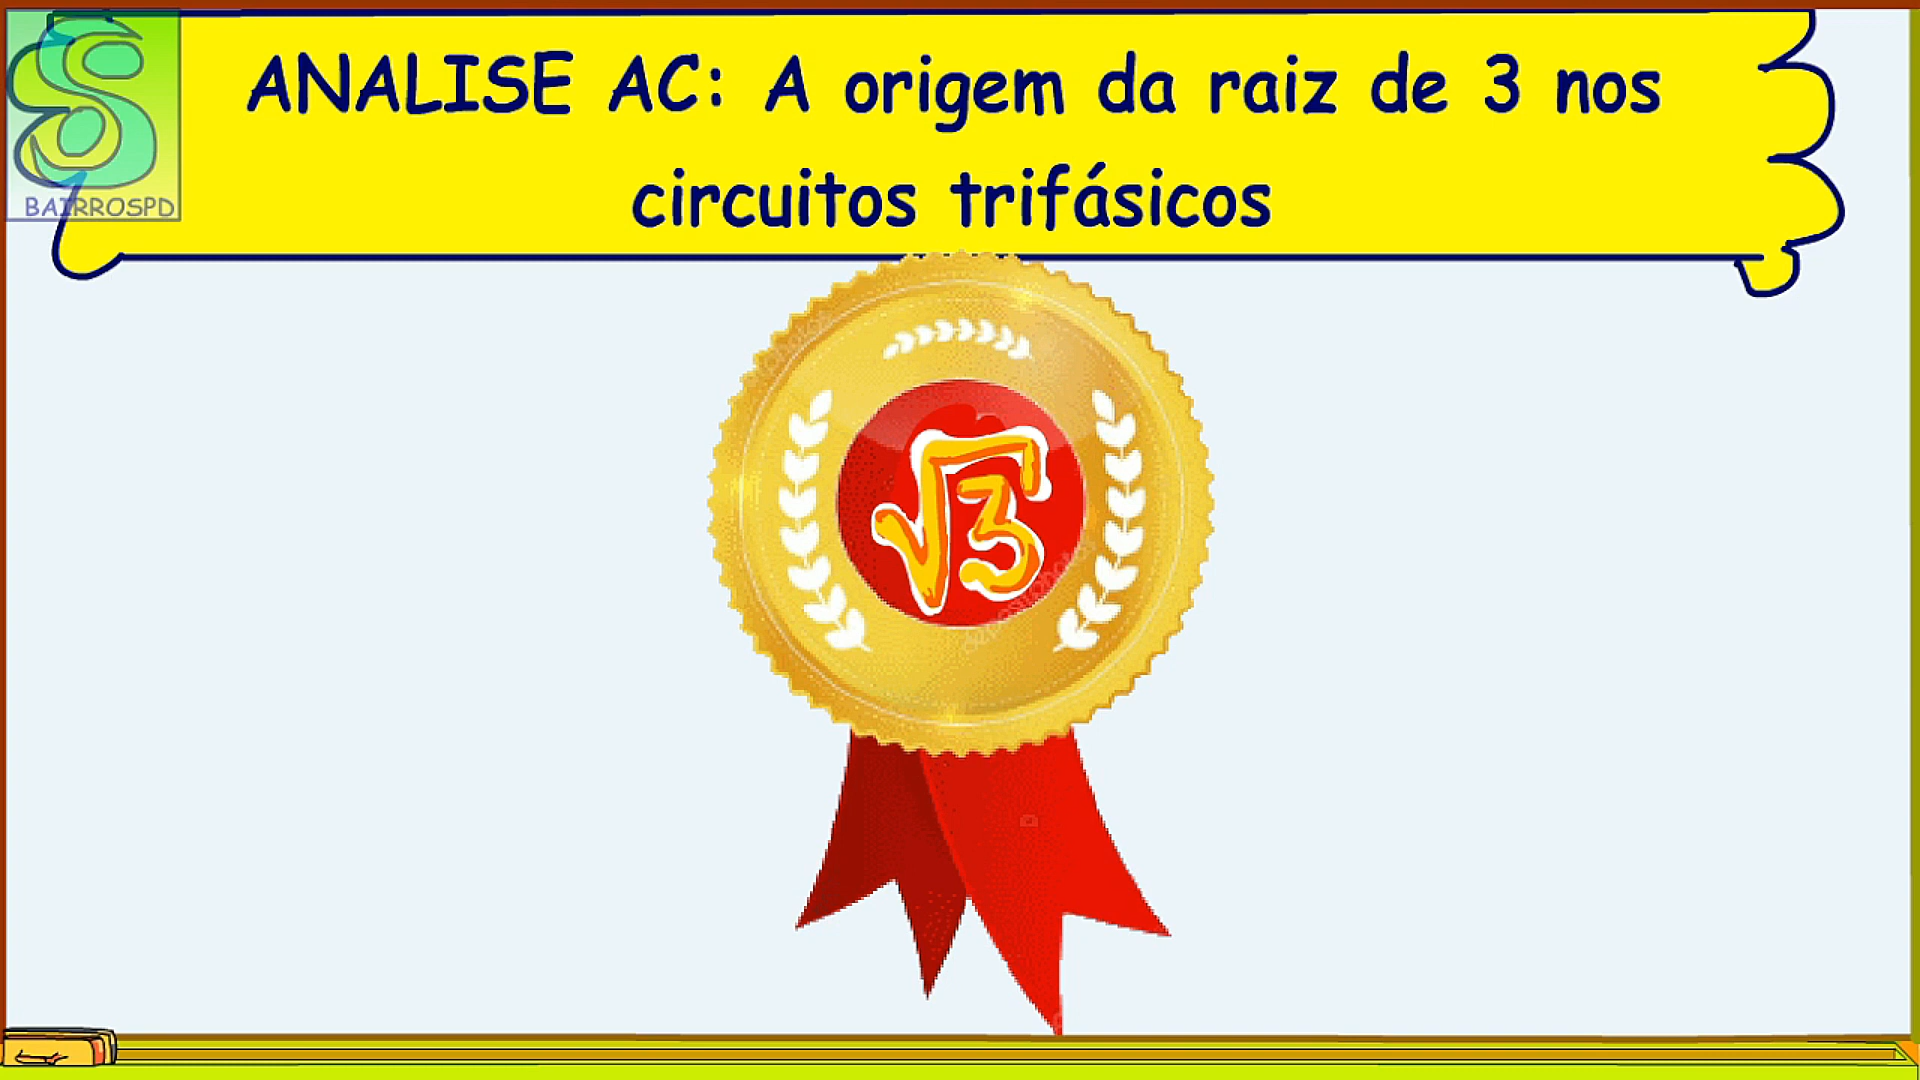 ANALISE AC: A origem da raiz de 3 nos
circuitos trifásicos
BAIRROSPD
√3